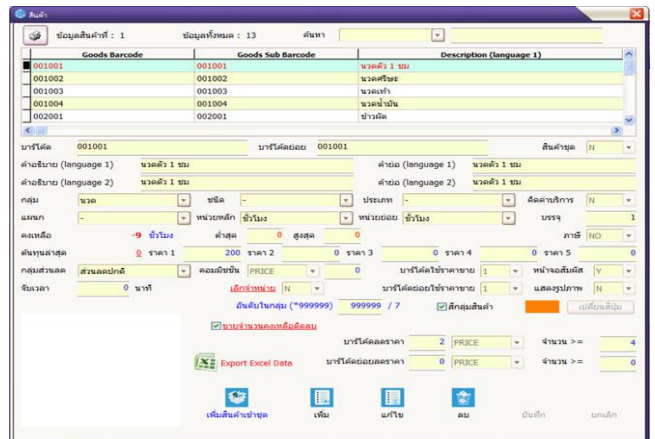 สินค้า
ข้อมูลสินค้าที่ : 1 ข้อมูลทั้งหมด : 13 ค้นหา
Goods Barcode Goods Sub Barcode Description (language 1)
001001 001001 นวดตัว 1 ชม
001002 001002 นวดศรีษะ
001003 001003 นวดเท้า
001004 001004 นวดน้ำมัน
002001 002001 ข้าวผัด
บาร์โค้ด 001001 บาร์โค้ดย่อย 001001 สินค้าชุด N
คำอธิบาย (language 1) นวดตัว 1 ชม คำย่อ (language 1) นวดตัว 1 ชม
คำอธิบาย (language 2) นวดตัว 1 ชม คำย่อ (language 2) นวดตัว 1 ชม
กลุ่ม นวด ชนิด - ประเภท - คิดค่าบริการ N
แผนก - หน่วยหลัก ชั่วโมง หน่วยย่อย ชั่วโมง บรรจุ 1
คงเหลือ -9 ชั่วโมง ต่ำสุด 0 สูงสุด 0 ภาษี NO
ต้นทุนล่าสุด 0 ราคา 1 200 ราคา 2 0 ราคา 3 0 ราคา 4 0 ราคา 5 0
กลุ่มส่วนลด ส่วนลดปกติ คอมมิชชั่น PRICE 0 บาร์โค้ดใช้ราคาขาย 1 หน้าจอสัมผัส Y
จับเวลา 0 นาที เลิกจำหน่าย N บาร์โค้ดย่อยใช้ราคาขาย 1 แสดงรูปภาพ N
อันดับในกลุ่ม (*999999) 999999 / 7 สีกลุ่มสินค้า เปลี่ยนสีปุ่ม
ขายจำนวนคงเหลือติดลบ
บาร์โค้ดลดราคา 2 PRICE จำนวน >= 4
Export Excel Data บาร์โค้ดย่อยลดราคา 0 PRICE จำนวน >= 0
เพิ่มสินค้าเข้าชุด เพิ่ม แก้ไข ลบ บันทึก ยกเลิก